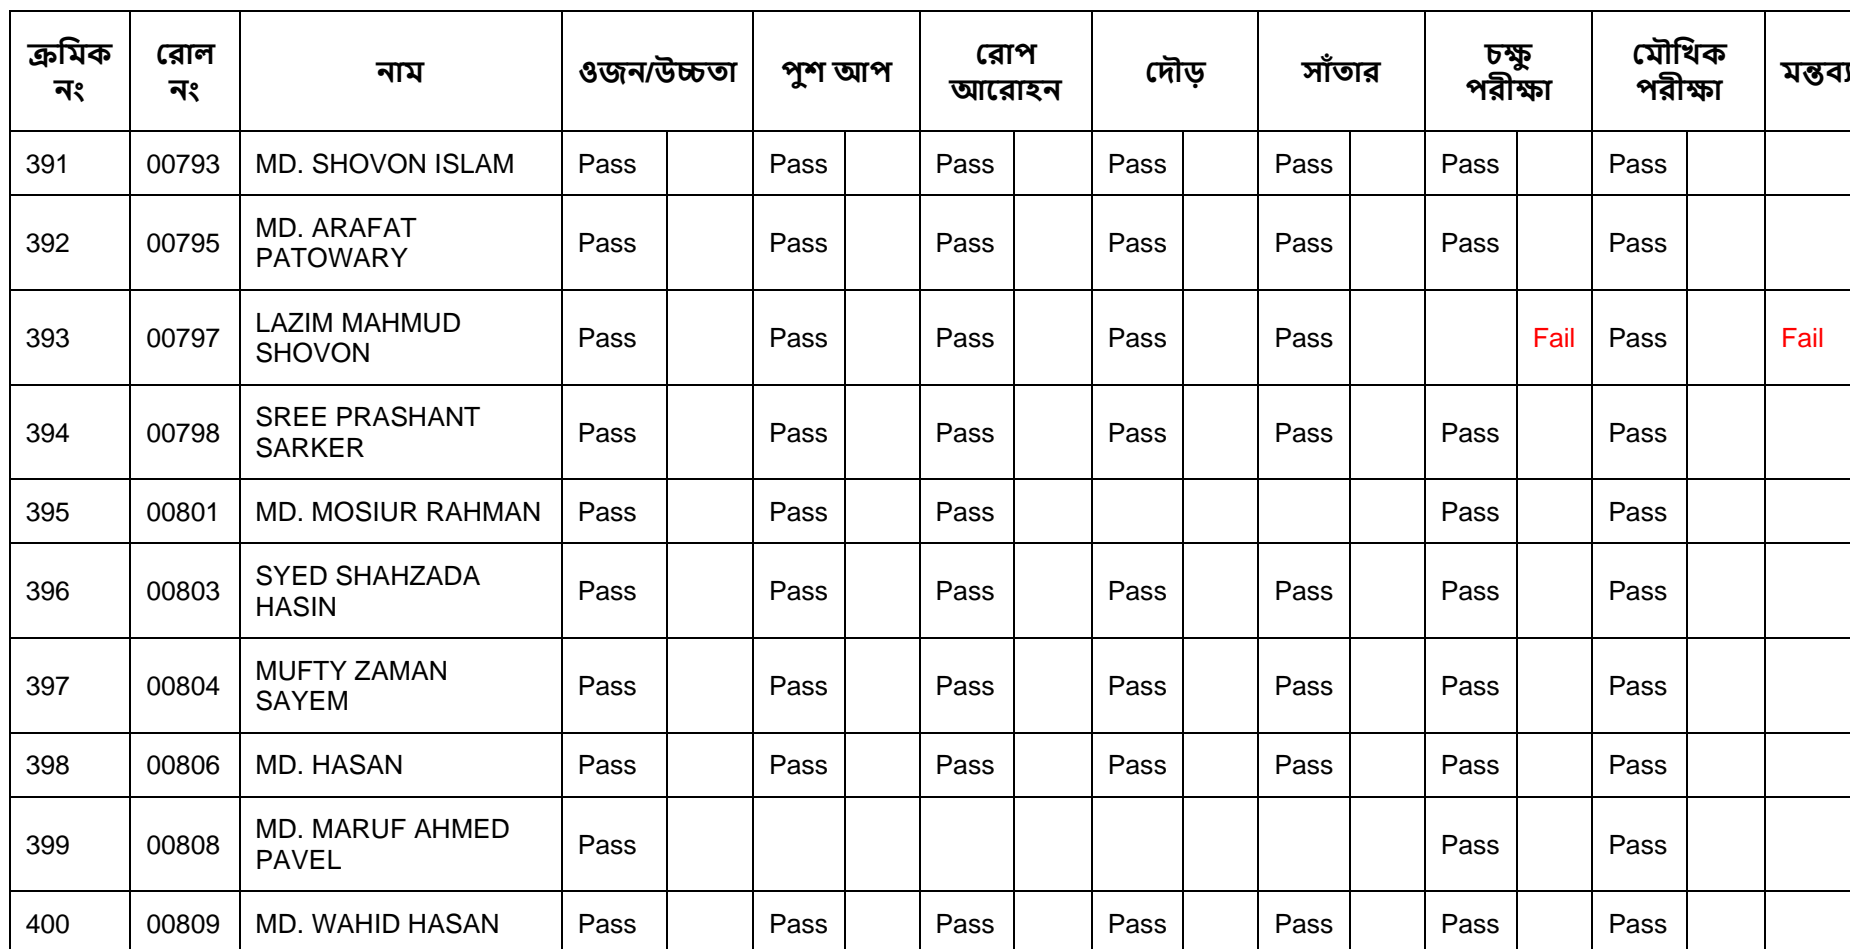 ক্রমিক নং রোল নং নাম ওজন/উচ্চতা পুশ আপ রোপ আরোহন দৌড় সাঁতার চক্ষু পরীক্ষা মৌখিক পরীক্ষা মন্তব্য
391 00793 MD. SHOVON ISLAM Pass Pass Pass Pass Pass Pass Pass
392 00795 MD. ARAFAT PATOWARY Pass Pass Pass Pass Pass Pass Pass
393 00797 LAZIM MAHMUD SHOVON Pass Pass Pass Pass Pass Fail Pass Fail
394 00798 SREE PRASHANT SARKER Pass Pass Pass Pass Pass Pass Pass
395 00801 MD. MOSIUR RAHMAN Pass Pass Pass Pass Pass
396 00803 SYED SHAHZADA HASIN Pass Pass Pass Pass Pass Pass Pass
397 00804 MUFTY ZAMAN SAYEM Pass Pass Pass Pass Pass Pass Pass
398 00806 MD. HASAN Pass Pass Pass Pass Pass Pass Pass
399 00808 MD. MARUF AHMED PAVEL Pass Pass Pass
400 00809 MD. WAHID HASAN Pass Pass Pass Pass Pass Pass Pass